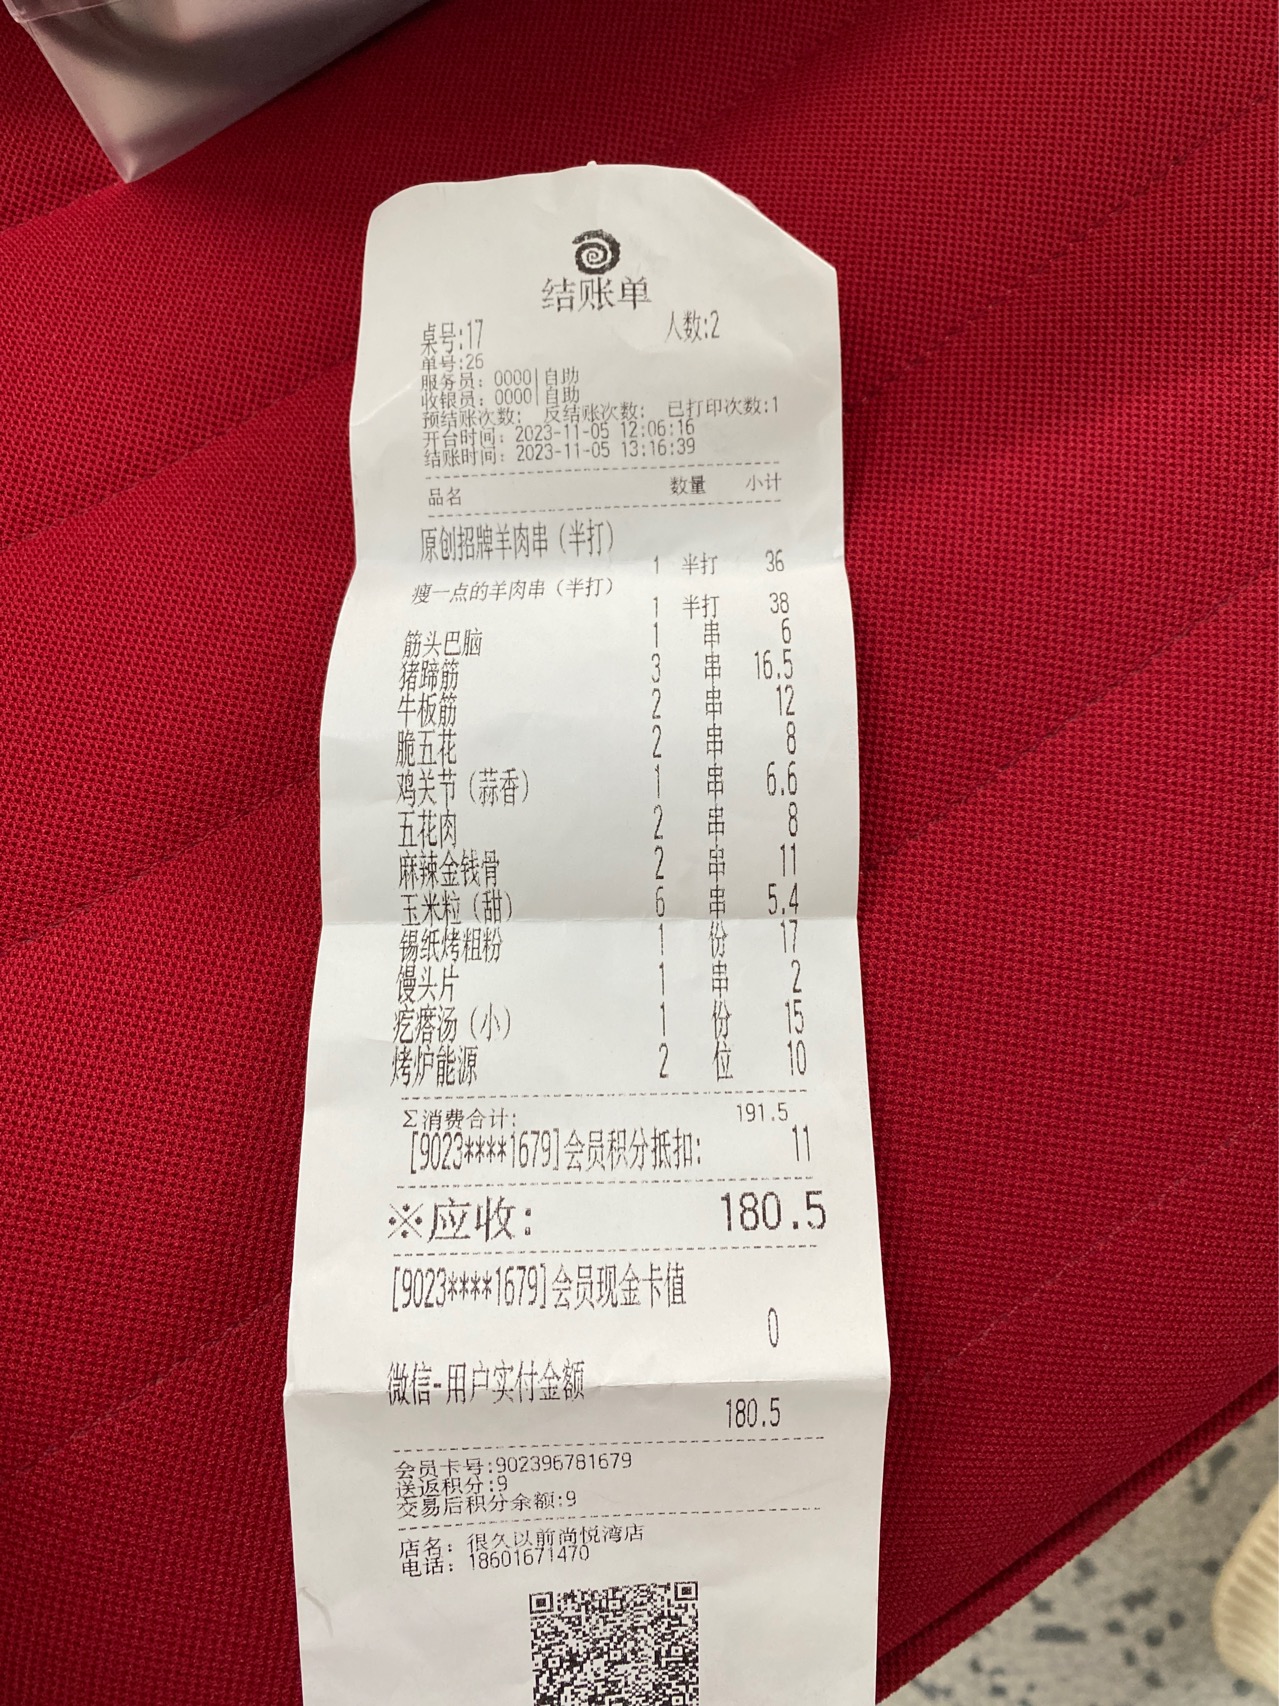 结账单
桌号:17 人数:2
单号:26
服务员: 0000|自助
收银员: 0000|自助
预结账次数: 反结账次数: 已打印次数:1
开台时间: 2023-11-05 12:06:16
结账时间: 2023-11-05 13:16:39
品名 数量 小计
原创招牌羊肉串(半打)
1 半打 36
瘦一点的羊肉串(半打)
1 半打 38
筋头巴脑 1 串 6
猪蹄筋 3 串 16.5
牛板筋 2 串 12
脆五花 2 串 8
鸡关节(蒜香) 1 串 6.6
五花肉 2 串 8
麻辣金钱骨 2 串 11
玉米粒(甜) 6 串 5.4
锡纸烤粗粉 1 份 17
馒头片 1 串 2
疙瘩汤(小) 1 份 15
烤炉能源 2 位 10
Σ消费合计: 191.5
[9023****1679]会员积分抵扣: 11
※应收: 180.5
[9023****1679]会员现金卡值
0
微信-用户实付金额
180.5
会员卡号:902396781679
送返积分:9
交易后积分余额:9
店名: 很久以前尚悦湾店
电话: 18601671470